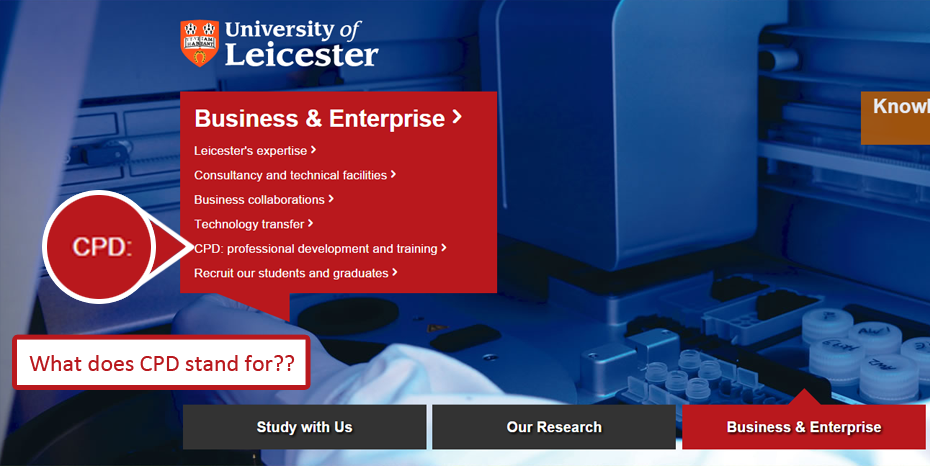 University of
Leicester
Business & Enterprise >
Leicester's expertise >
Consultancy and technical facilities >
Business collaborations >
Technology transfer >
CPD:
CPD: professional development and training >
Recruit our students and graduates >
What does CPD stand for??
Study with Us
Our Research
Business & Enterprise